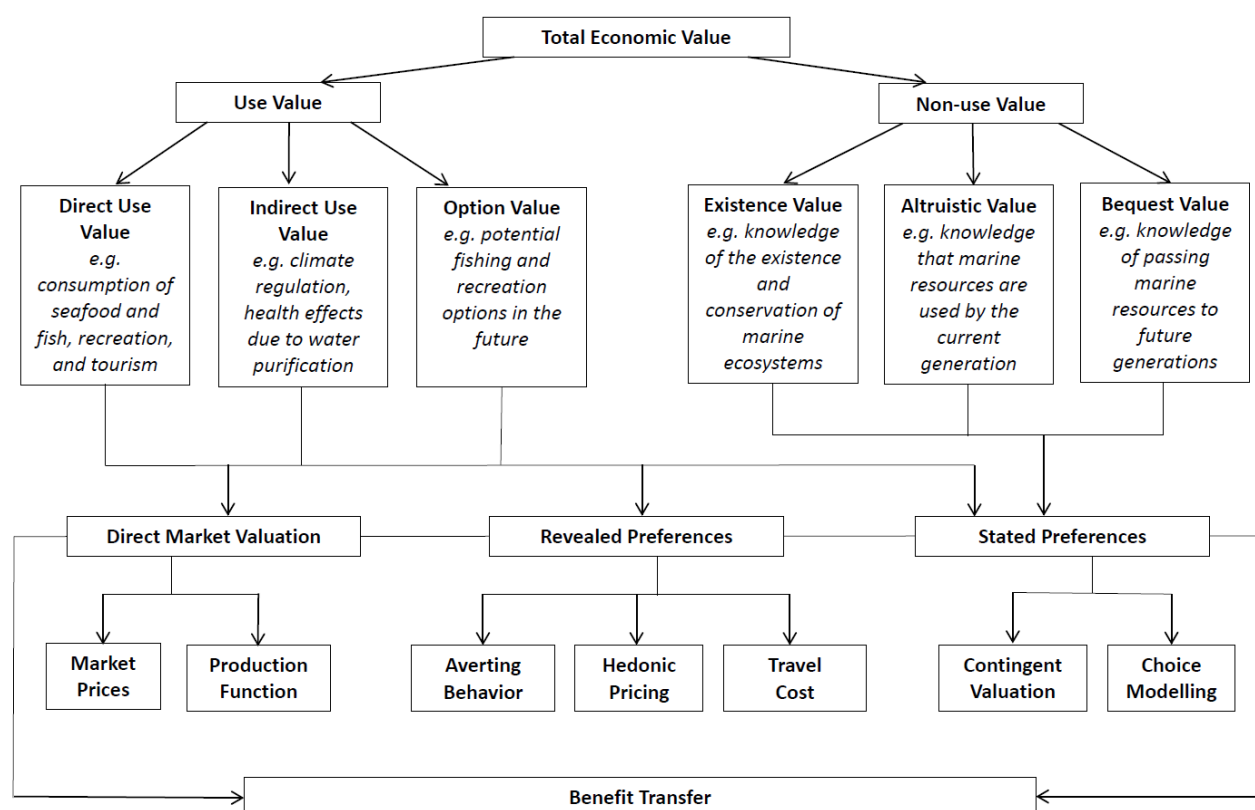 Total Economic Value
Use Value
Non-use Value
Direct Use
Value
e.g.
consumption of
seafood and
fish, recreation,
and tourism
Indirect Use
Value
e.g. climate
regulation,
health effects
due to water
purification
Option Value
e.g. potential
fishing and
recreation
options in the
future
Existence Value
e.g. knowledge
of the existence
and
conservation of
marine
ecosystems
Altruistic Value
e.g. knowledge
that marine
resources are
used by the
current
generation
Bequest Value
e.g. knowledge
of passing
marine
resources to
future
generations
Direct Market Valuation
Revealed Preferences
Stated Preferences
Market
Prices
Production
Function
Averting
Behavior
Hedonic
Pricing
Travel
Cost
Contingent
Valuation
Choice
Modelling
Benefit Transfer